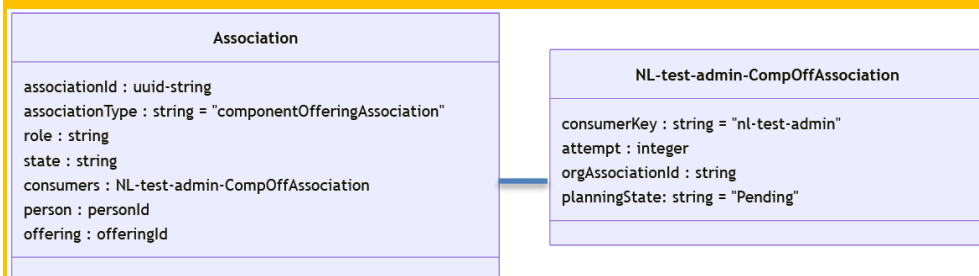 Association
associationId : uuid-string
associationType : string = "componentOfferingAssociation"
role : string
state : string
consumers : NL-test-admin-CompOffAssociation
person : personId
offering : offeringId
NL-test-admin-CompOffAssociation
consumerKey : string = "nl-test-admin"
attempt : integer
orgAssociationId : string
planningState: string = "Pending"